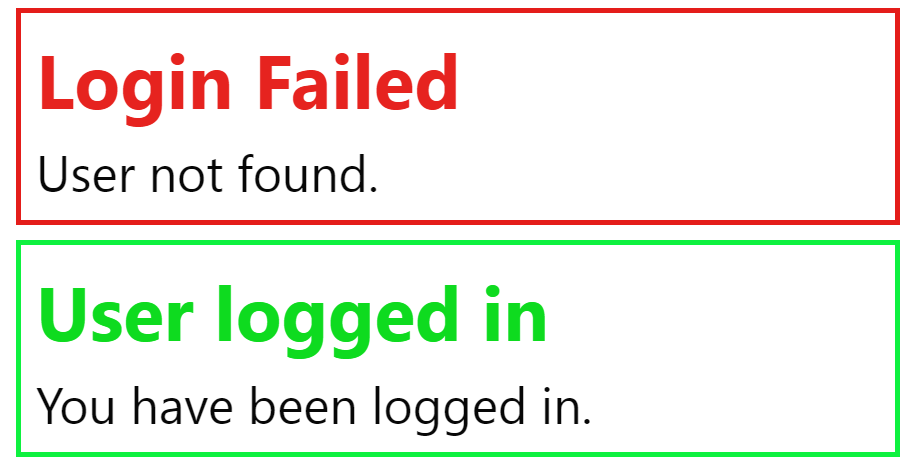 Login Failed
User not found.
User logged in
You have been logged in.